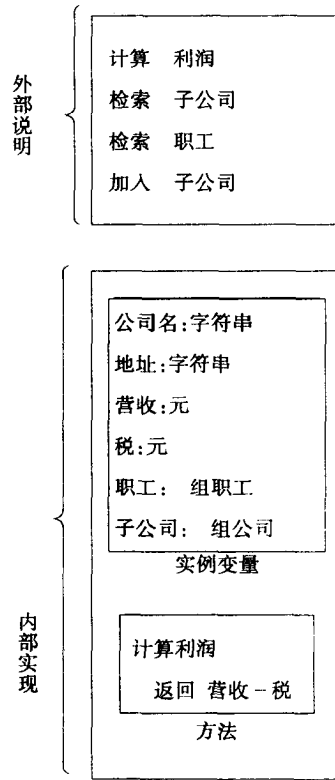 外部说明
计算 利润
检索 子公司
检索 职工
加入 子公司
内部实现
公司名:字符串
地址:字符串
营收:元
税:元
职工: 组职工
子公司: 组公司
实例变量
计算利润
返回 营收-税
方法